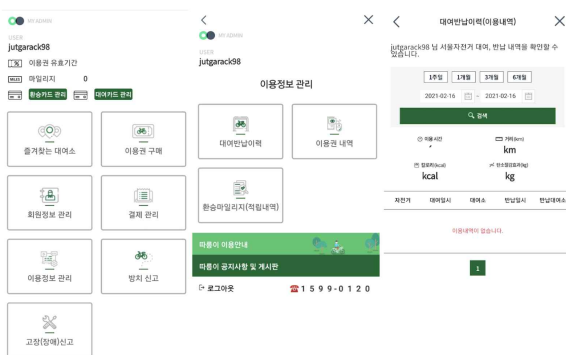 MY ADMIN
USER
jutgarack98
이용권 유효기간
마일리지 0
환승카드 관리
대여카드 관리
즐겨찾는 대여소
이용권 구매
회원정보 관리
결제 관리
이용정보 관리
방치 신고
고장(장애)신고
MY ADMIN
USER
jutgarack98
이용정보 관리
대여반납이력
이용권 내역
환승마일리지(적립내역)
따릉이 이용안내
따릉이 공지사항 및 게시판
로그아웃
☎1599-0120
대여반납이력(이용내역)
jutgarack98 님 서울자전거 대여, 반납 내역을 확인할 수
있습니다.
1주일 1개월 3개월 6개월
2021-02-16 ~ 2021-02-16
검색
이용시간
거리(km)
km
칼로리(kcal)
탄소절감효과(kg)
kcal
kg
자전거 대여일시 대여소 반납일시 반납대여소
이용내역이 없습니다.
1